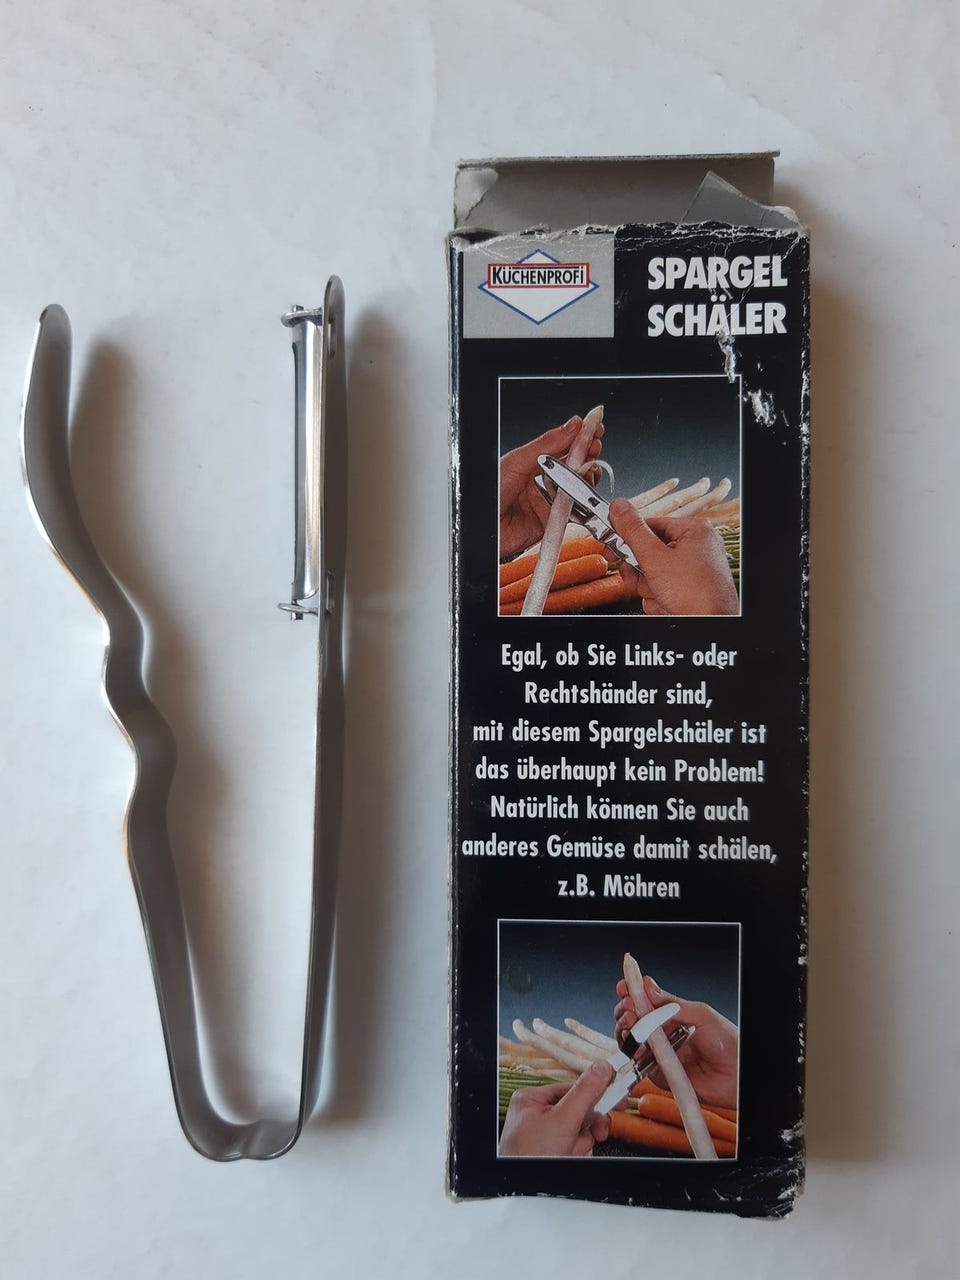 KÜCHENPROFI
SPARGEL
SCHÄLER
Egal, ob Sie Links- oder
Rechtshänder sind,
mit diesem Spargelschäler ist
das überhaupt kein Problem!
Natürlich können Sie auch
anderes Gemüse damit schälen,
z.B. Möhren